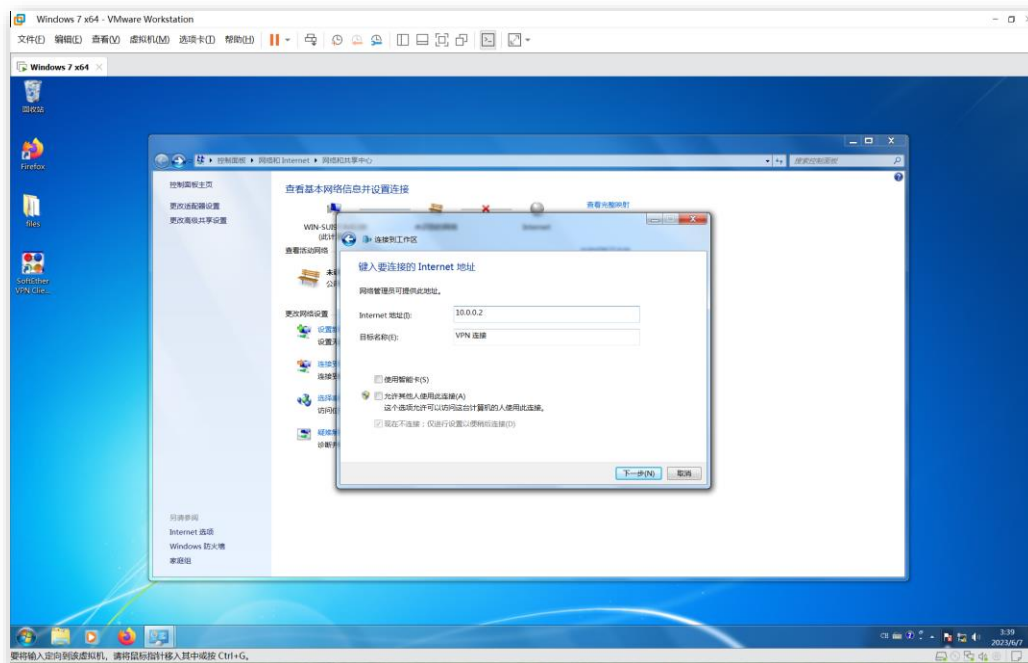 Windows 7 x64 - VMware Workstation
文件(F) 编辑(E) 查看(V) 虚拟机(M) 选项卡(T) 帮助(H)
Windows 7 x64
回收站
Firefox
files
SoftEther
VPN Clie...
控制面板 网络和 Internet 网络和共享中心
搜索控制面板
控制面板主页
更改适配器设置
更改高级共享设置
查看基本网络信息并设置连接
查看完整映射
(此计
查看活动网络
更改网络设置
连接到工作区
键入要连接的 Internet 地址
网络管理员可提供此地址。
Internet 地址(I): 10.0.0.2
目标名称(E): VPN 连接
使用智能卡(S)
允许其他人使用此连接(A)
这个选项允许可以访问这台计算机的人使用此连接。
现在不连接；仅进行设置以便稍后连接(D)
下一步(N) 取消
另请参阅
Internet 选项
Windows 防火墙
家庭组
CH
3:39
2023/6/7
要将输入定向到该虚拟机，请将鼠标指针移入其中或按 Ctrl+G。